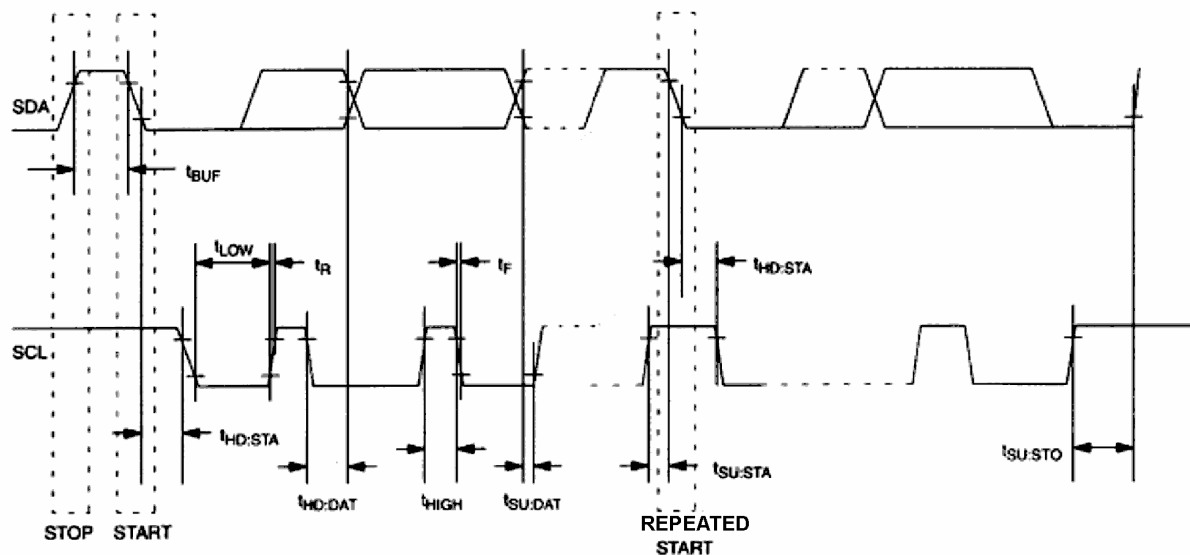 SDA
tBUF
tLOW
tR
tF
tHD:STA
SCL
tHD:STA
tSU:STA
tSU:STO
tHD:DAT
tHIGH
tSU:DAT
STOP
START
REPEATED
START